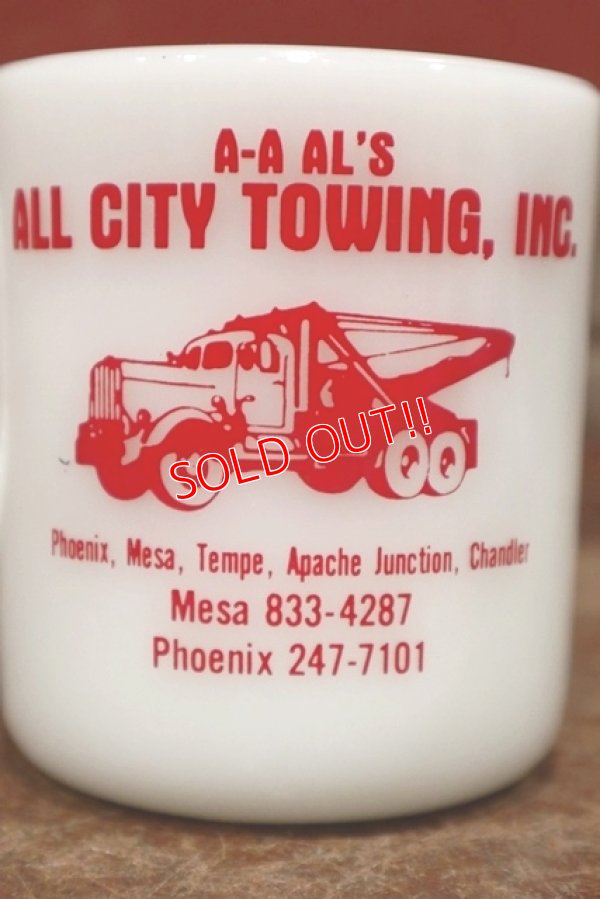 A-A AL'S
ALL CITY TOWING, INC.
SOLD OUT!!
Phoenix, Mesa, Tempe, Apache Junction, Chandler
Mesa 833-4287
Phoenix 247-7101